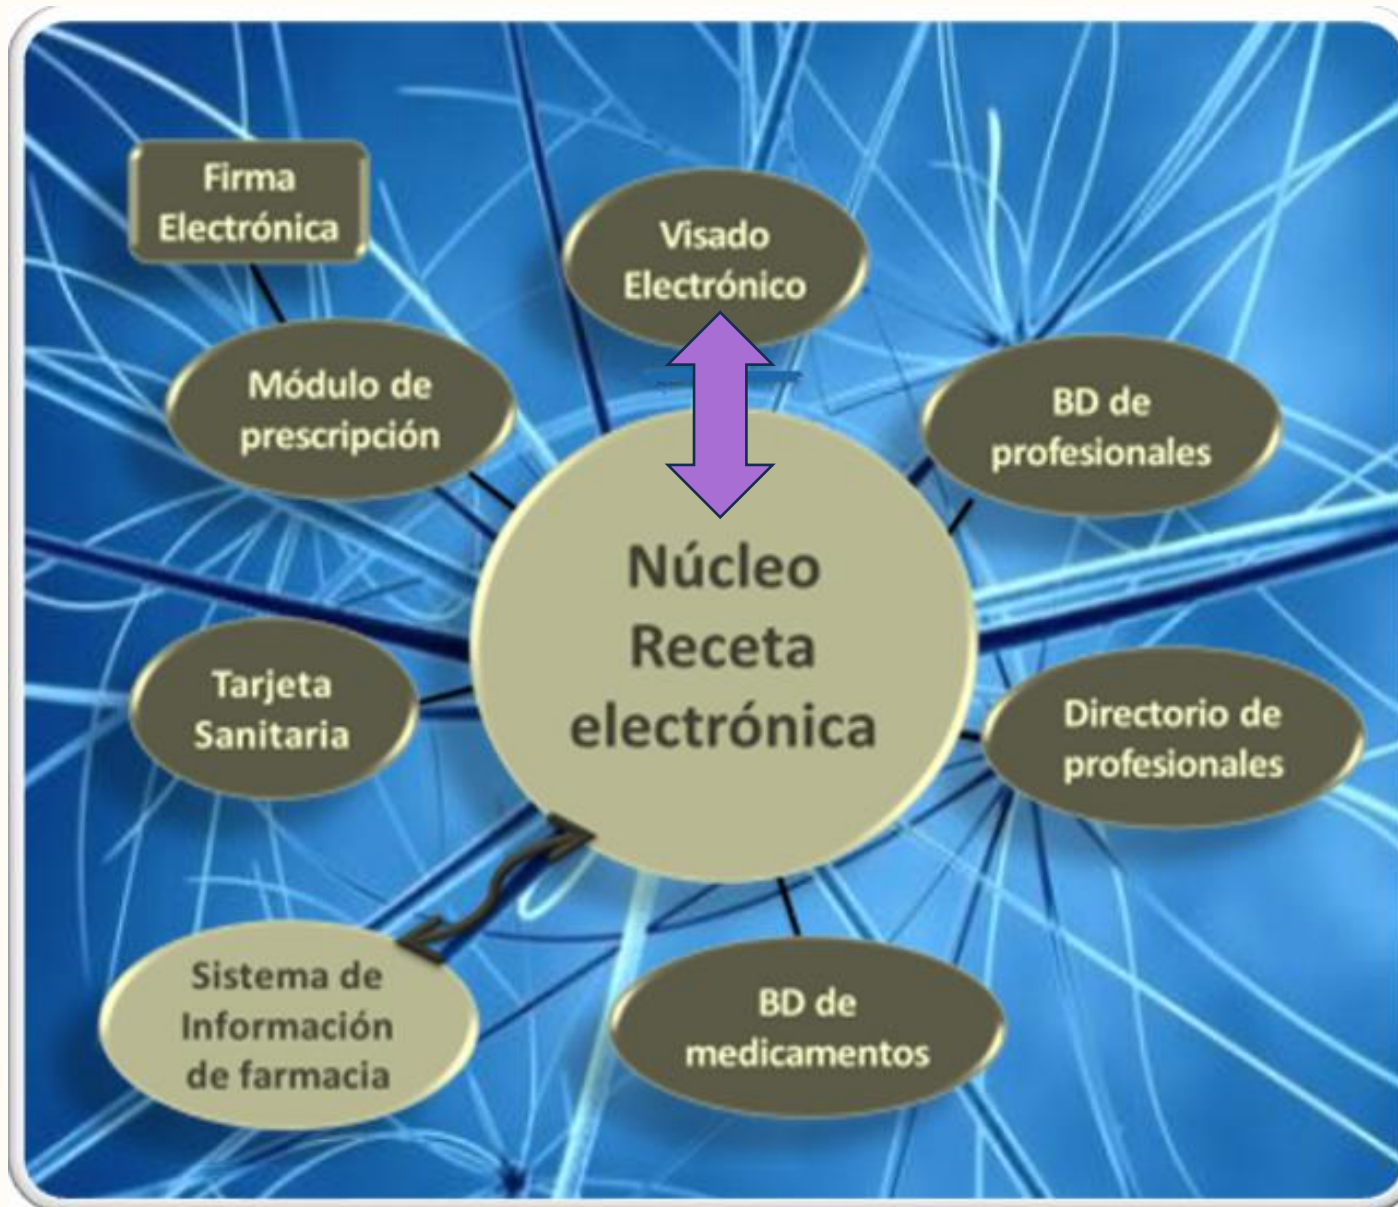 Firma
Electrónica
Visado
Electrónico
Módulo de
prescripción
BD de
profesionales
Núcleo
Receta
electrónica
Tarjeta
Sanitaria
Directorio de
profesionales
Sistema de
Información
de farmacia
BD de
medicamentos